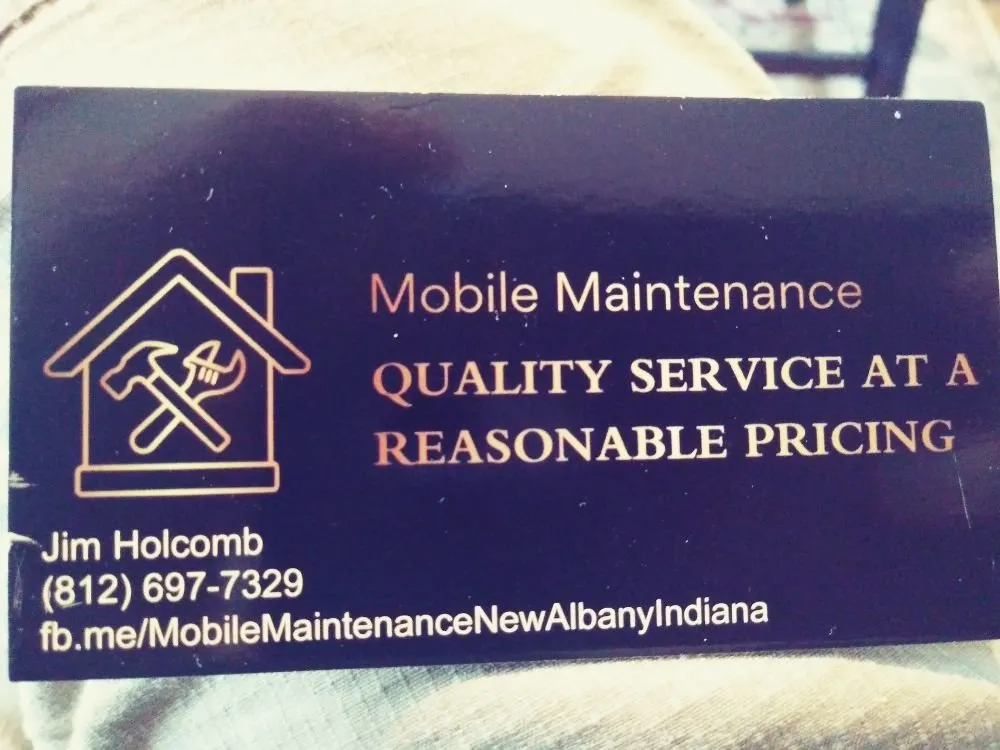 Mobile Maintenance
QUALITY SERVICE AT A
REASONABLE PRICING
Jim Holcomb
(812) 697-7329
fb.me/MobileMaintenanceNewAlbanyIndiana